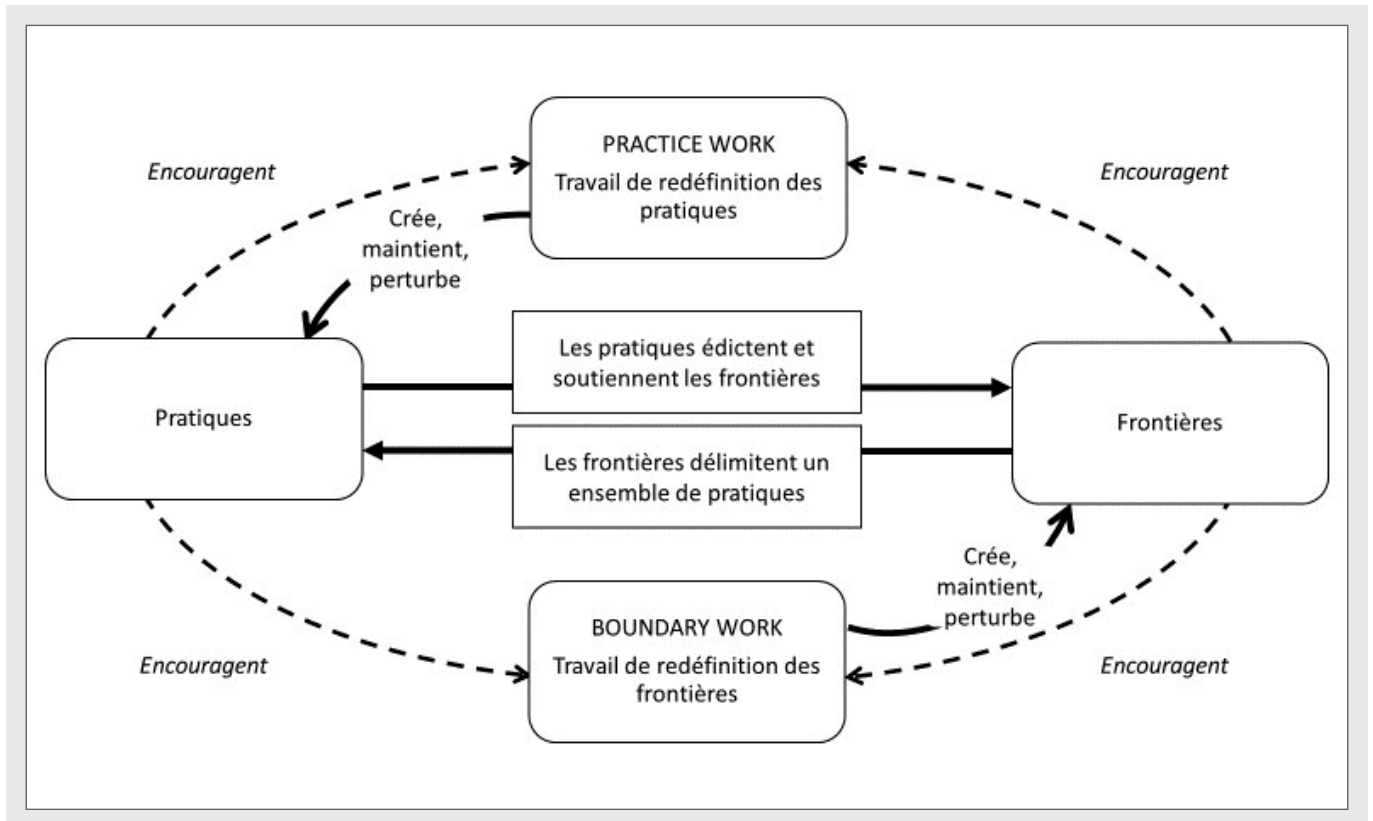 PRACTICE WORK
Travail de redéfinition des
pratiques
Encouragent
Encouragent
Crée,
maintient,
perturbe
Les pratiques édictent et
soutiennent les frontières
Pratiques
Frontières
Les frontières délimitent un
ensemble de pratiques
Crée,
maintient,
perturbe
BOUNDARY WORK
Travail de redéfinition des
frontières
Encouragent
Encouragent